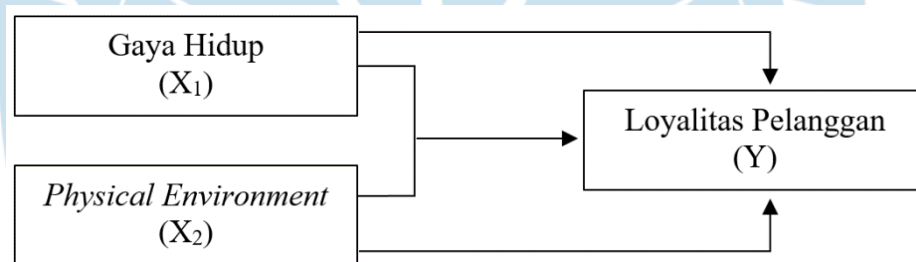 Gaya Hidup
(X₁)
Physical Environment
(X₂)
Loyalitas Pelanggan
(Y)